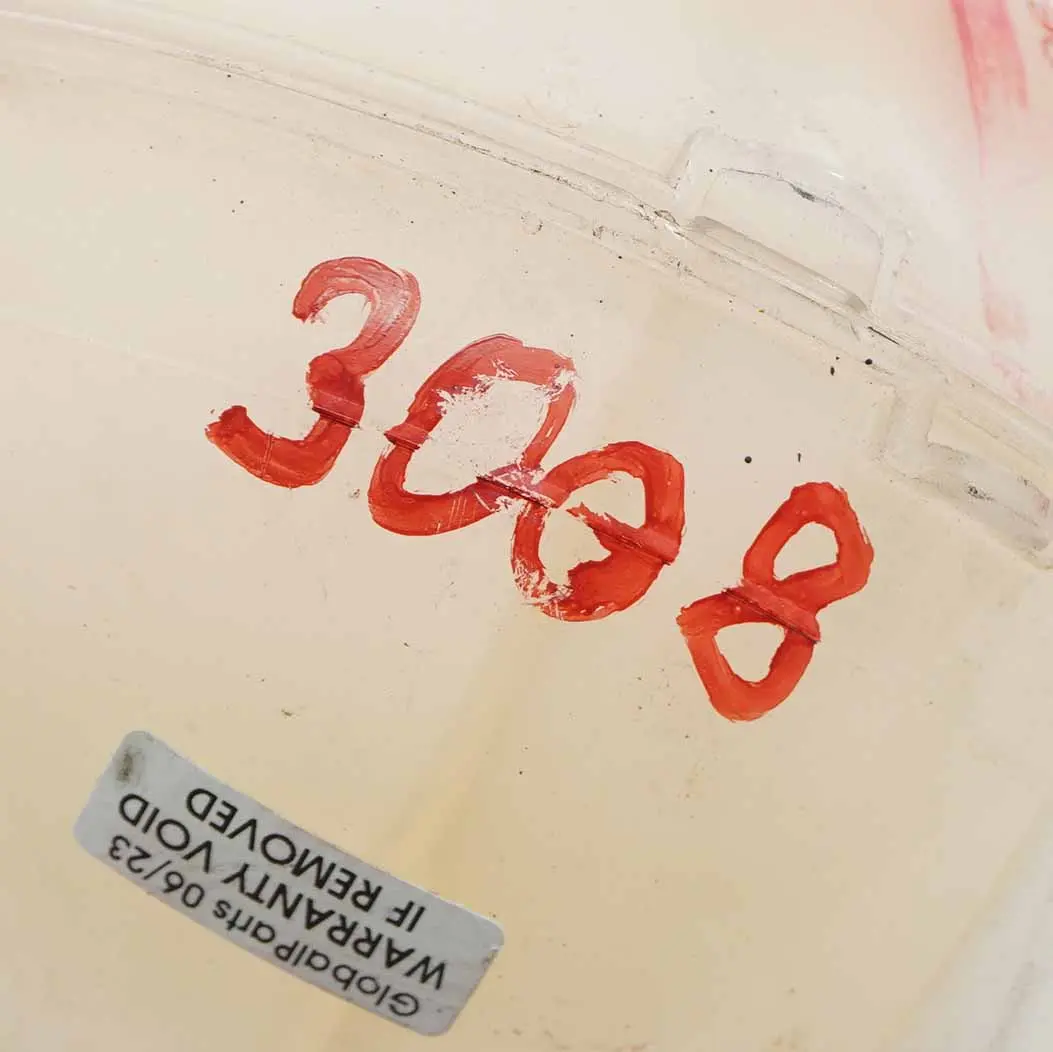 3008
GlobalParts 06/23
WARRANTY VOID
IF REMOVED